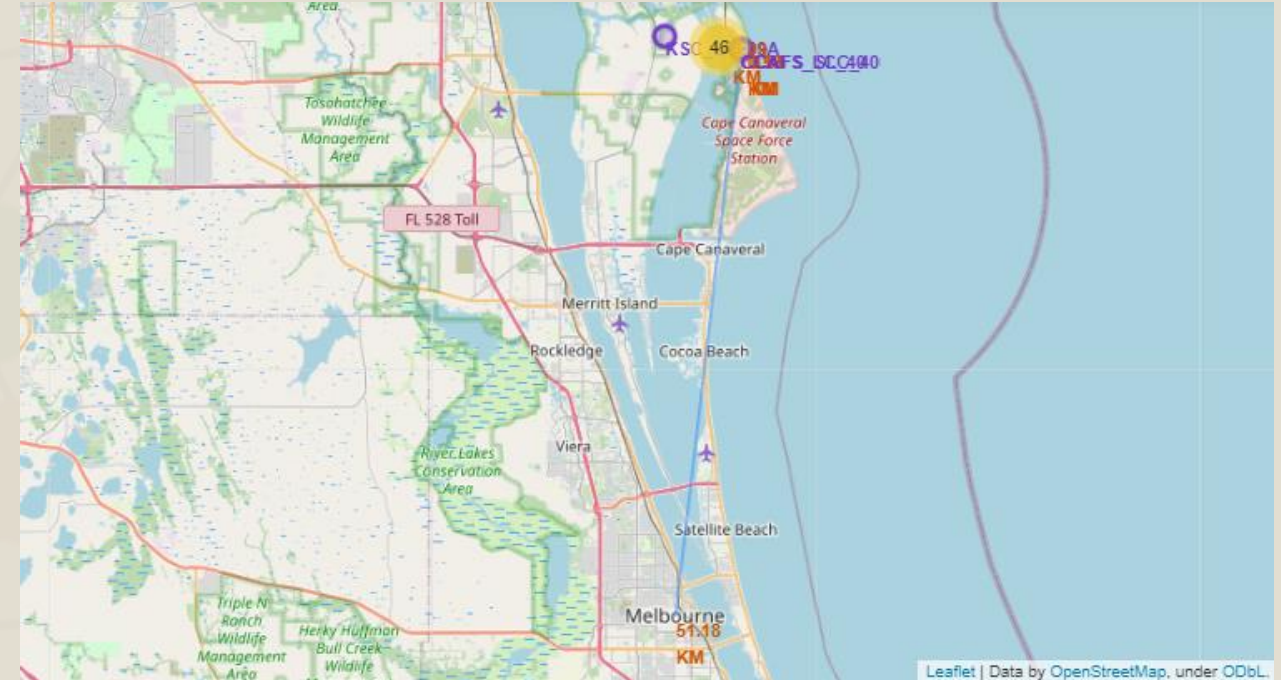 Area
46
KM
KM
Tosohatchee
Wildlife
Management
Area
Cape Canaveral
Space Force
Station
FL 528 Toll
Cape Canaveral
Merritt Island
Rockledge
Cocoa Beach
Viera
River Lakes
Conservation
Area
Satellite Beach
Melbourne
51.18
KM
Triple N
Ranch
Wildlife
Management
Area
Herky Huffman
Bull Creek
Wildlife
Leaflet | Data by OpenStreetMap, under ODbL.